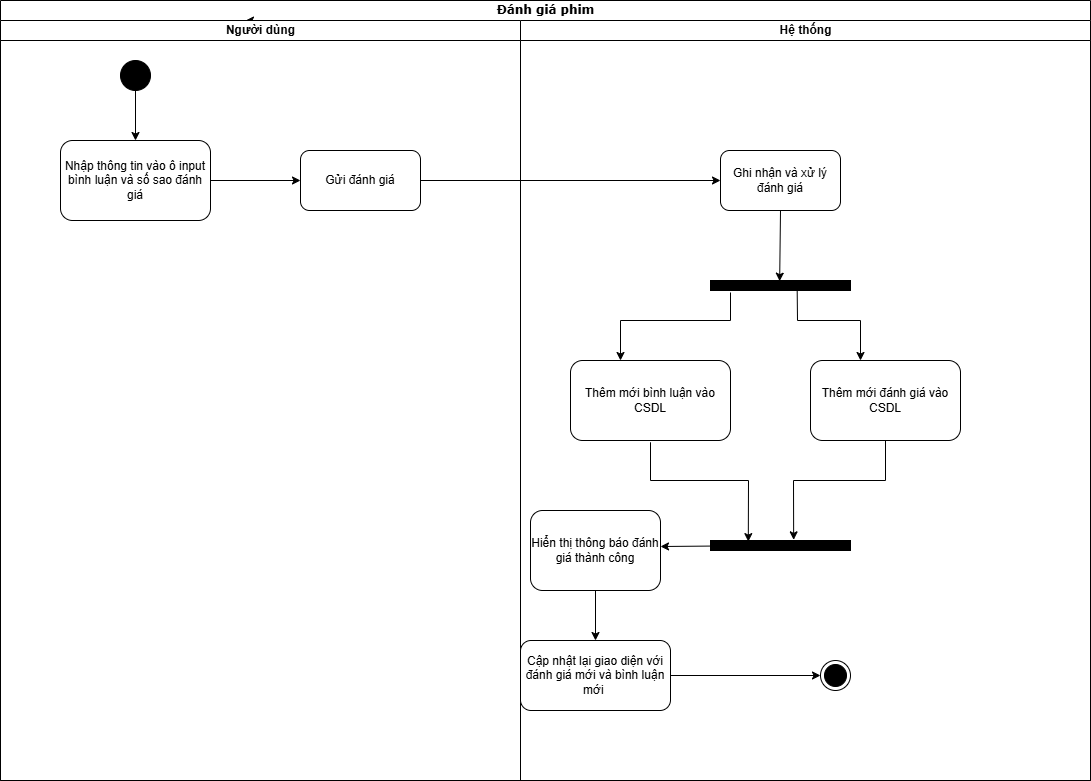 Đánh giá phim
Người dùng
Hệ thống
Nhập thông tin vào ô input
bình luận và số sao đánh
giá
Gửi đánh giá
Ghi nhận và xử lý
đánh giá
Thêm mới bình luận vào
CSDL
Thêm mới đánh giá vào
CSDL
Hiển thị thông báo đánh
giá thành công
Cập nhật lại giao diện với
đánh giá mới và bình luận
mới